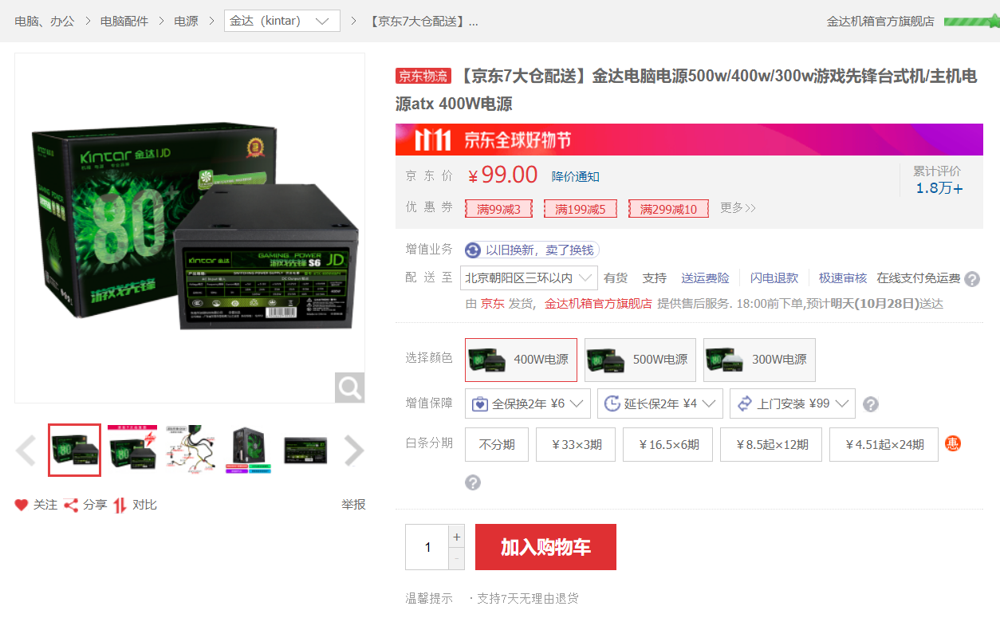 电脑、办公 > 电脑配件 > 电源 > 金达（kintar） > 【京东7大仓配送】...
金达机箱官方旗舰店
Kintar 金达 | JD
机箱 电源 专业品牌
GAMING POWER
80+
游戏先锋
Kintar 金达
GAMING POWER
游戏先锋 S6 JD
京东物流 【京东7大仓配送】金达电脑电源500w/400w/300w游戏先锋台式机/主机电
源atx 400W电源
11.11 京东全球好物节
京 东 价 ￥99.00 降价通知
累计评价
1.8万+
优 惠 券 满99减3 满199减5 满299减10 更多>>
增值业务 以旧换新，卖了换钱
配 送 至 北京朝阳区三环以内 有货 支持 送运费险 闪电退款 极速审核 在线支付免运费 ?
由 京东 发货, 金达机箱官方旗舰店 提供售后服务. 18:00前下单,预计明天(10月28日)送达
选择颜色 400W电源 500W电源 300W电源
增值保障 全保换2年 ¥6 延长保2年 ¥4 上门安装 ¥99 ?
白条分期 不分期 ￥33×3期 ￥16.5×6期 ￥8.5起×12期 ￥4.51起×24期 惠
?
关注 分享 对比 举报
1 + -
加入购物车
温馨提示 ·支持7天无理由退货